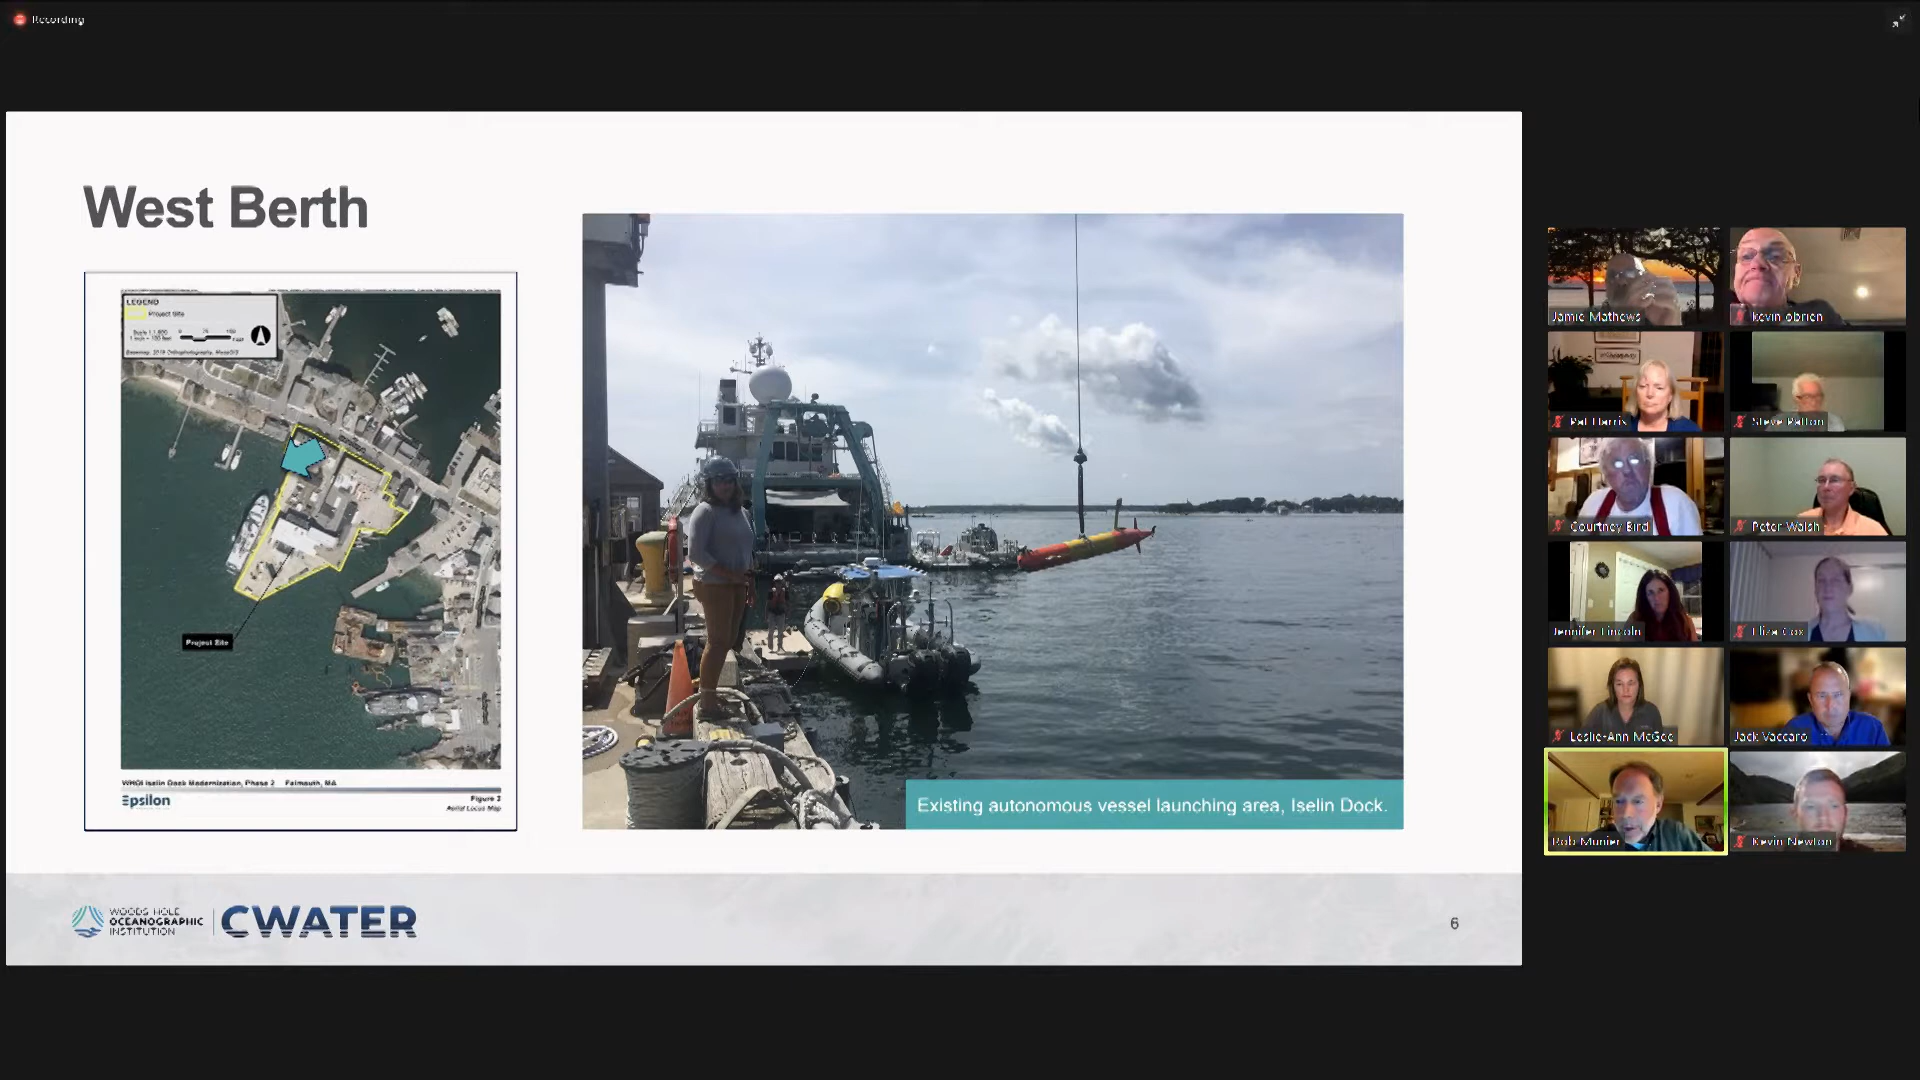 Recording
West Berth
LEGEND
Project Site
Project Site
WHOI Iselin Dock Modernization, Phase 2 Falmouth, MA
Epsilon
Figure 2
Aerial Locus Map
Existing autonomous vessel launching area, Iselin Dock.
WOODS HOLE
OCEANOGRAPHIC
INSTITUTION
CWATER
6
Jamie Mathews
kevin obrien
Pat Harris
Steve Patton
Courtney Bird
Peter Walsh
Jennifer Lincoln
Eliza Cox
Leslie-Ann McGee
Jack Vaccaro
Rob Munier
Kevin Newton